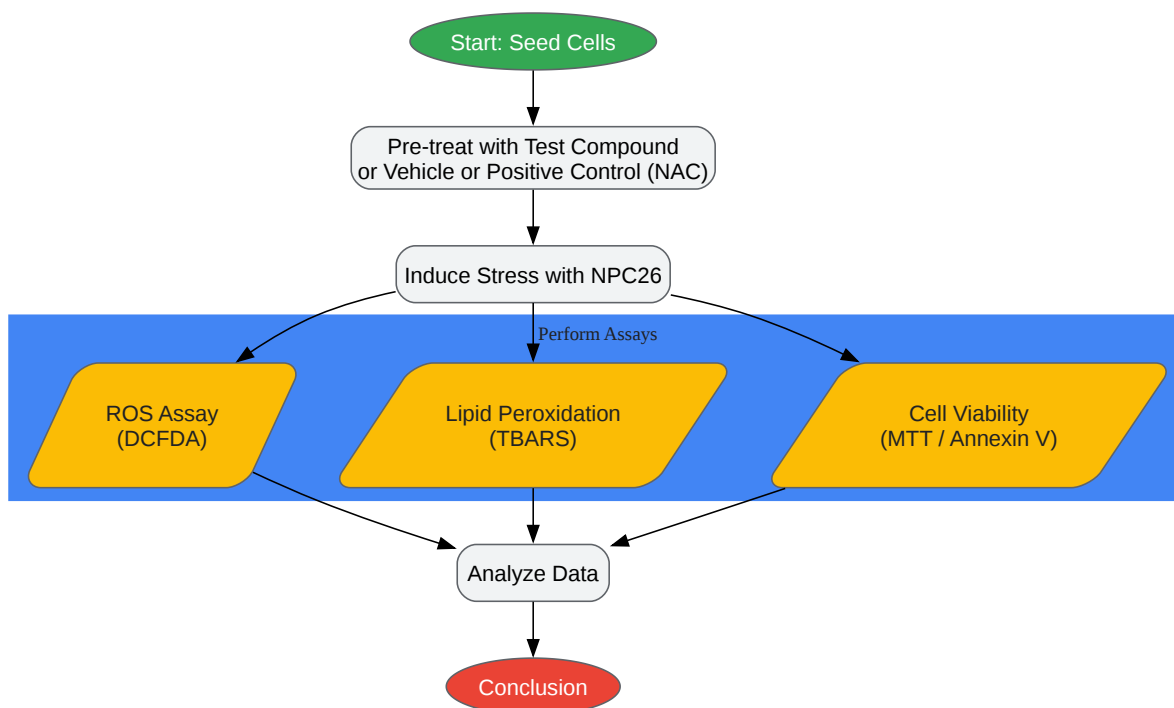 Start: Seed Cells
Pre-treat with Test Compound
or Vehicle or Positive Control (NAC)
Induce Stress with NPC26
Perform Assays
ROS Assay
(DCFDA)
Lipid Peroxidation
(TBARS)
Cell Viability
(MTT / Annexin V)
Analyze Data
Conclusion